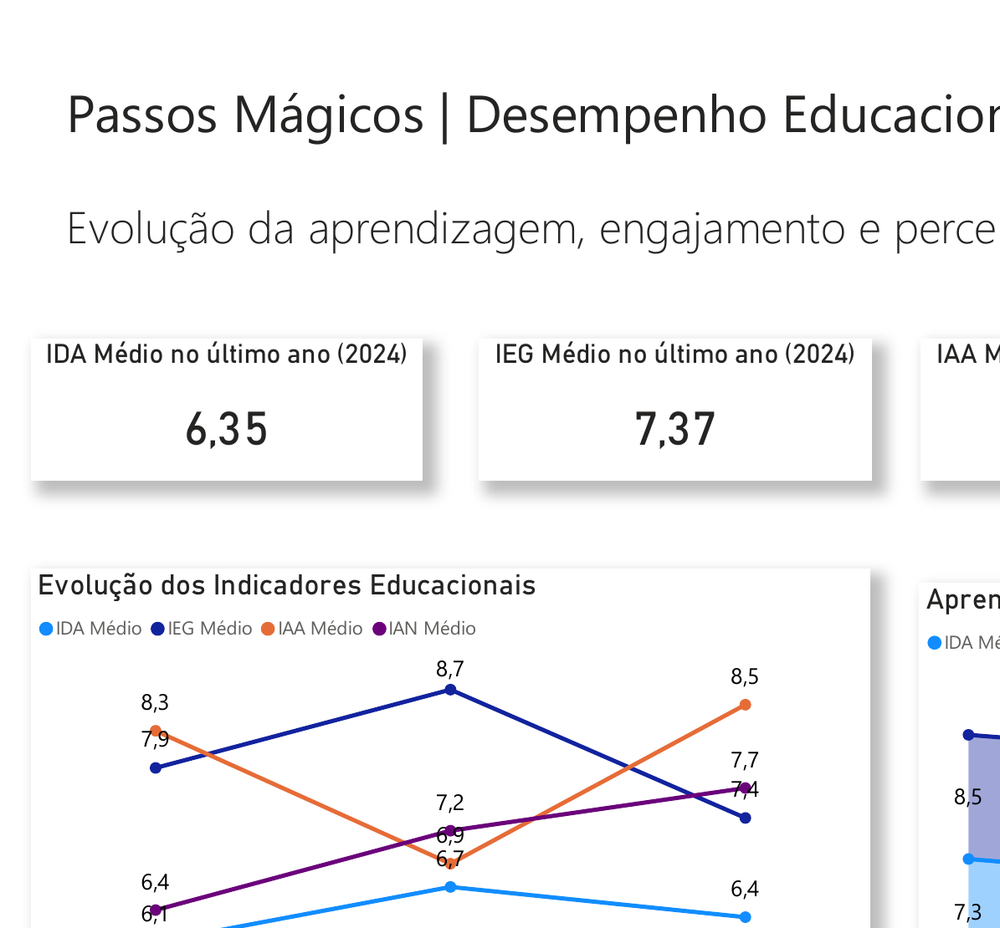 Passos Mágicos | Desempenho Educacion
Evolução da aprendizagem, engajamento e perce
IDA Médio no último ano (2024)
6,35
IEG Médio no último ano (2024)
7,37
IAA M
Evolução dos Indicadores Educacionais
IDA Médio IEG Médio IAA Médio IAN Médio
8,7
8,5
8,3
7,9
7,7
7,4
7,2
6,9
6,7
6,4
6,4
6,1
Apren
IDA Mé
8,5
7,3